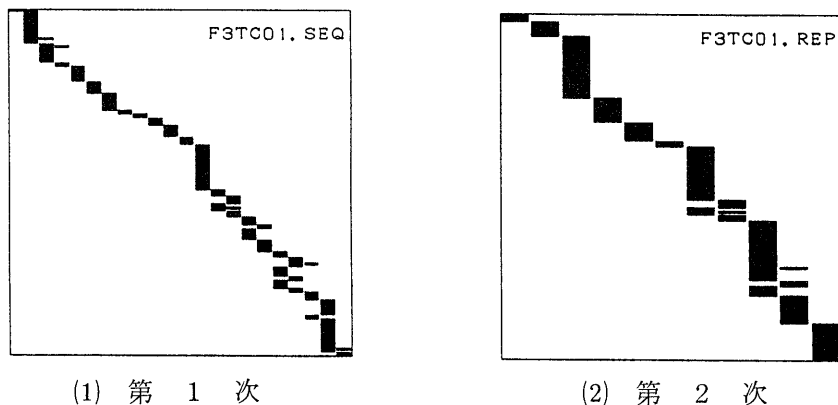 F3TC01. SEQ
F3TC01. REP
(1) 第 1 次
(2) 第 2 次